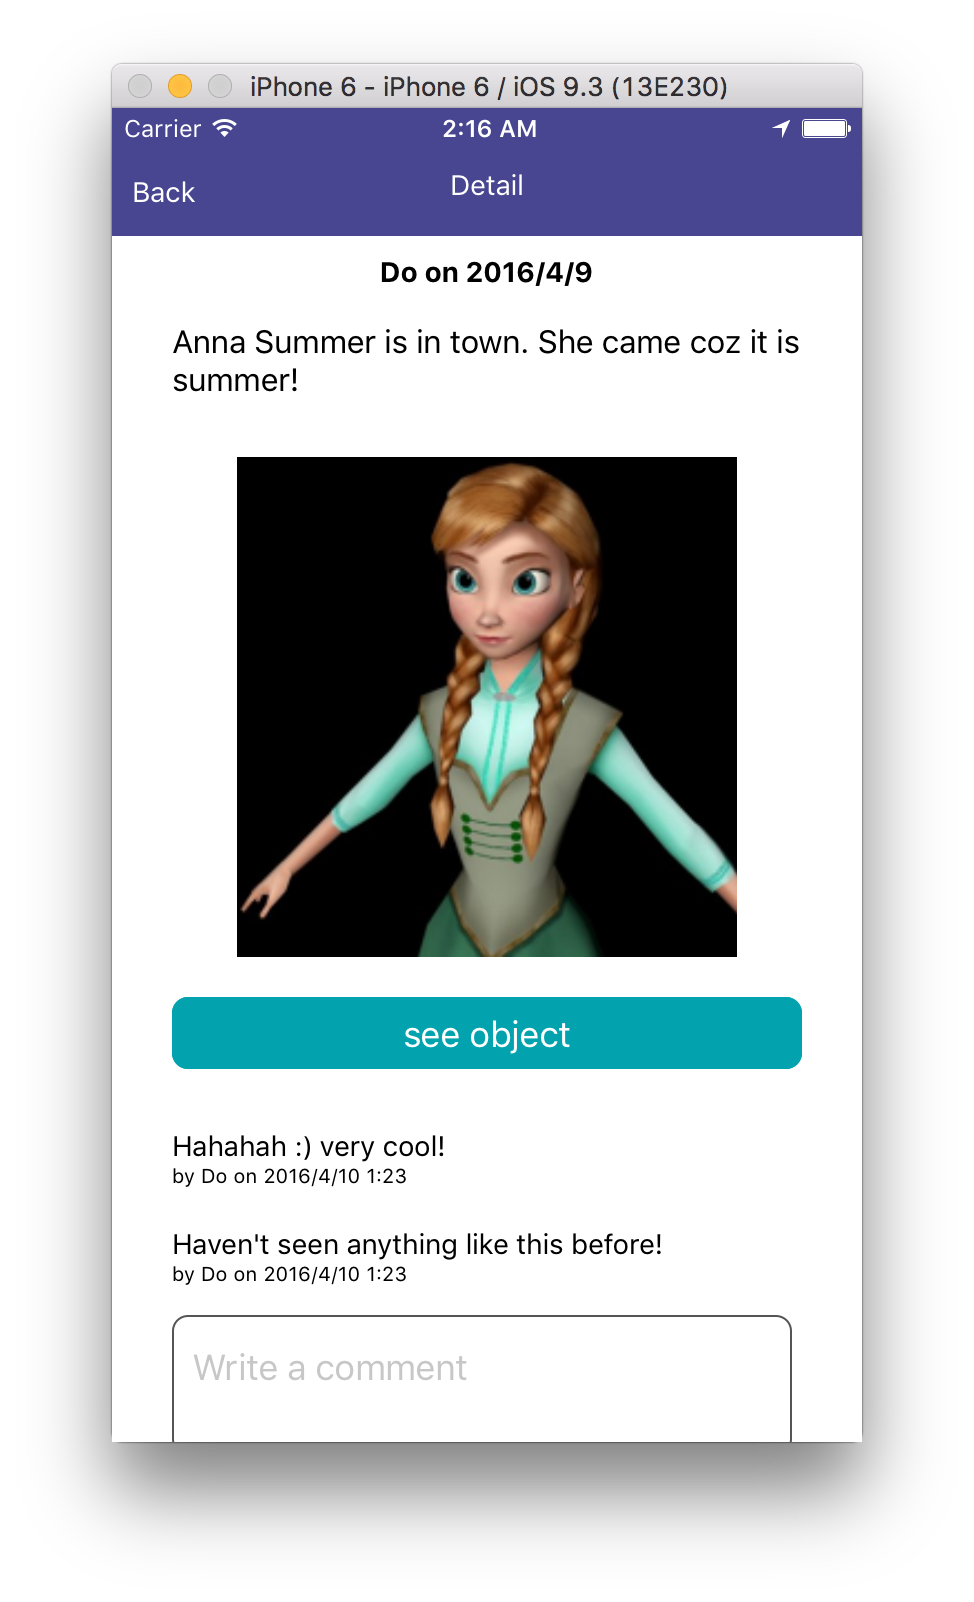 iPhone 6 - iPhone 6 / iOS 9.3 (13E230)
Carrier 2:16 AM
Back Detail
Do on 2016/4/9
Anna Summer is in town. She came coz it is
summer!
see object
Hahahah :) very cool!
by Do on 2016/4/10 1:23
Haven't seen anything like this before!
by Do on 2016/4/10 1:23
Write a comment